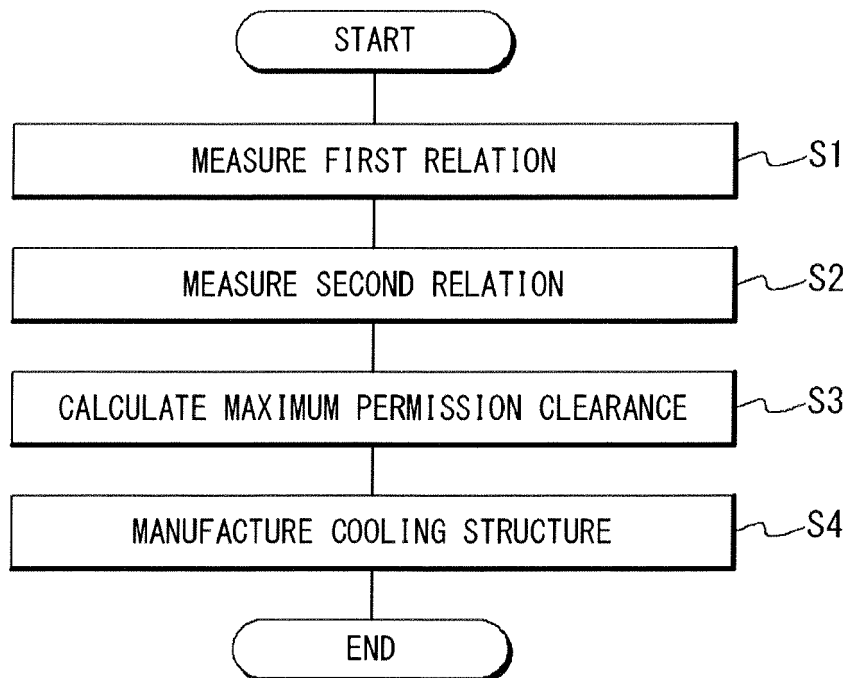 START
MEASURE FIRST RELATION S1
MEASURE SECOND RELATION S2
CALCULATE MAXIMUM PERMISSION CLEARANCE S3
MANUFACTURE COOLING STRUCTURE S4
END